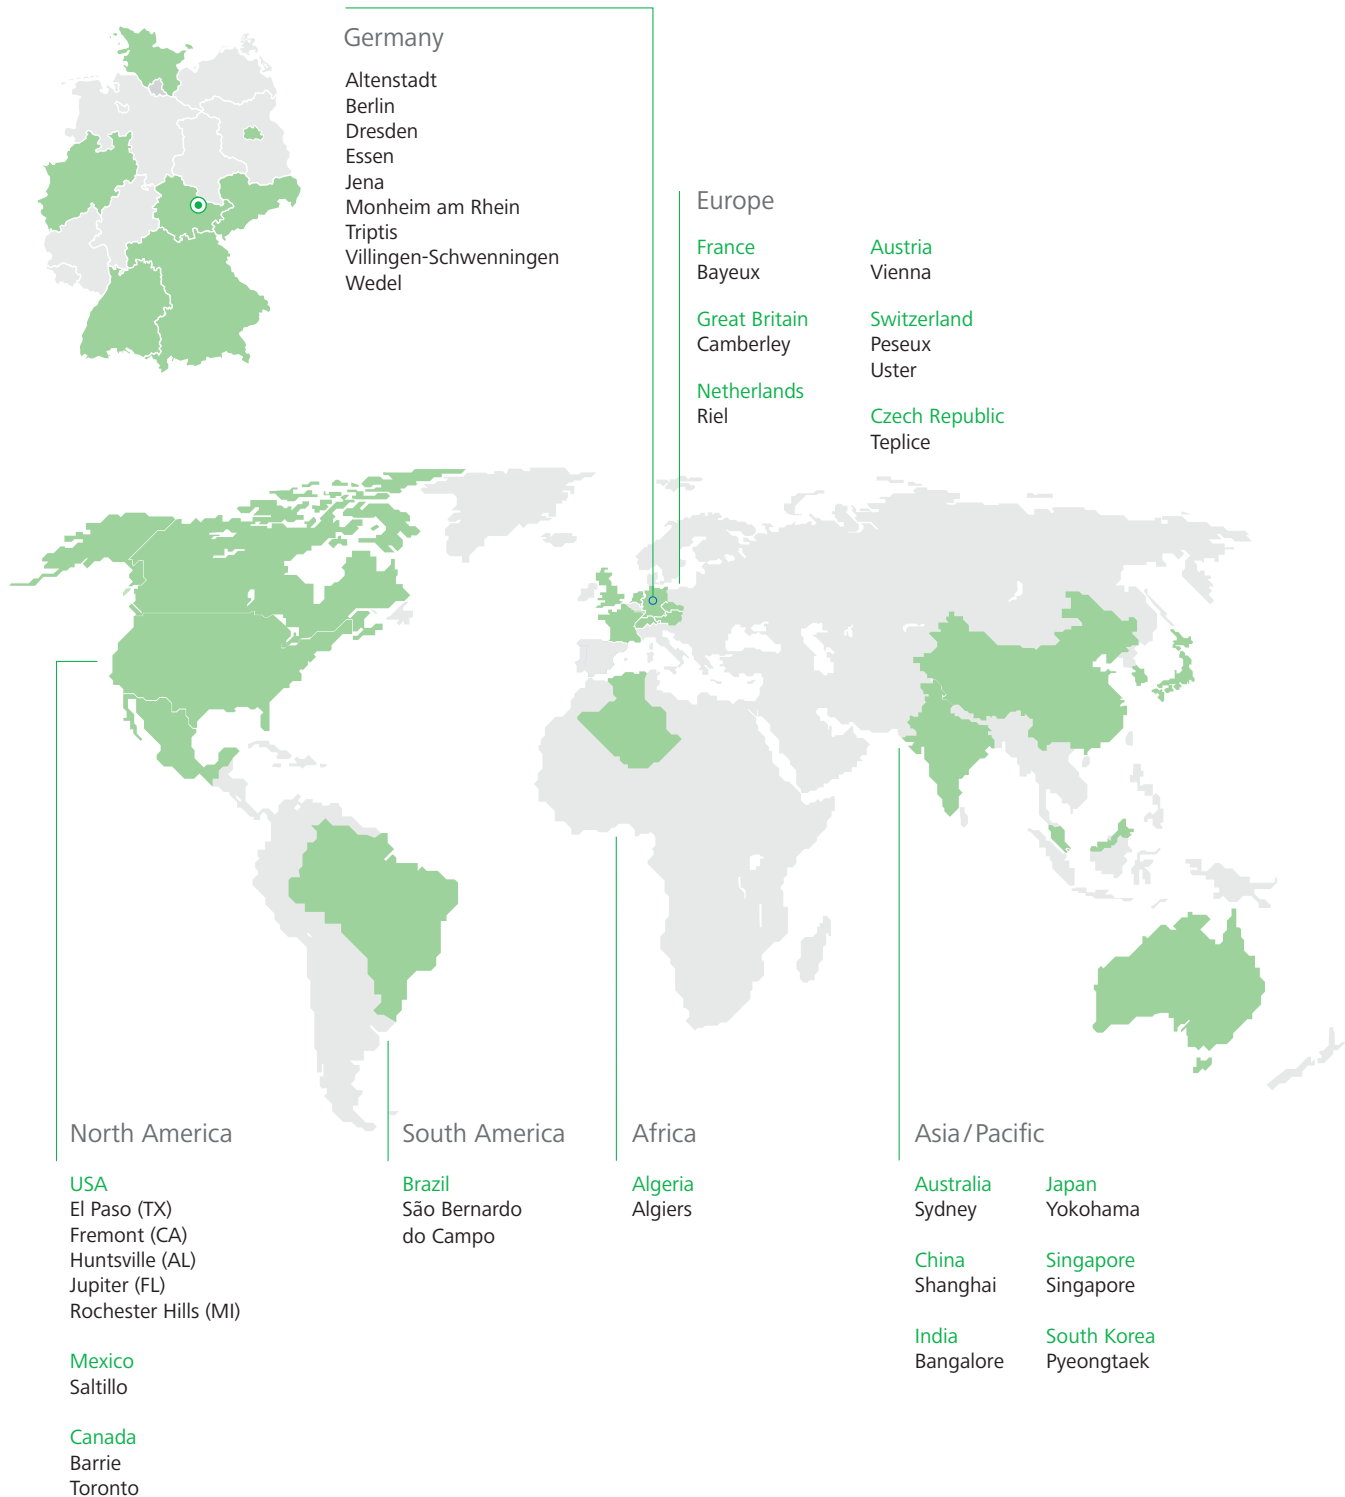 Germany
Altenstadt
Berlin
Dresden
Essen
Jena
Monheim am Rhein
Triptis
Villingen-Schwenningen
Wedel
Europe
France
Bayeux
Great Britain
Camberley
Netherlands
Riel
Austria
Vienna
Switzerland
Peseux
Uster
Czech Republic
Teplice
North America
USA
El Paso (TX)
Fremont (CA)
Huntsville (AL)
Jupiter (FL)
Rochester Hills (MI)
Mexico
Saltillo
Canada
Barrie
Toronto
South America
Brazil
São Bernardo
do Campo
Africa
Algeria
Algiers
Asia/Pacific
Australia
Sydney
China
Shanghai
India
Bangalore
Japan
Yokohama
Singapore
Singapore
South Korea
Pyeongtaek